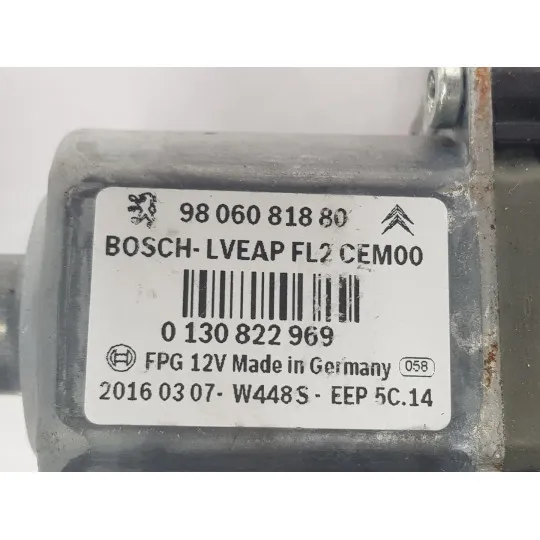 98 060 818 80
BOSCH- LVEAP FL2 CEM00
0 130 822 969
FPG 12V Made in Germany 058
2016 03 07- W448S - EEP 5C.14